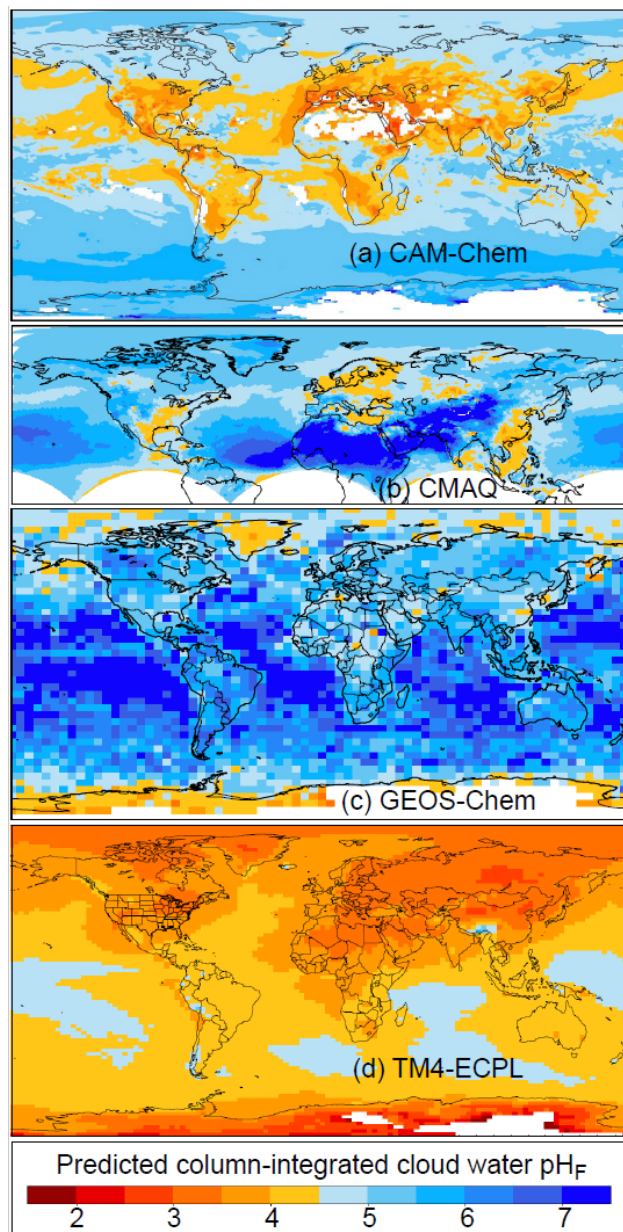 (a) CAM-Chem
(b) CMAQ
(c) GEOS-Chem
(d) TM4-ECPL
Predicted column-integrated cloud water pHF
2 3 4 5 6 7